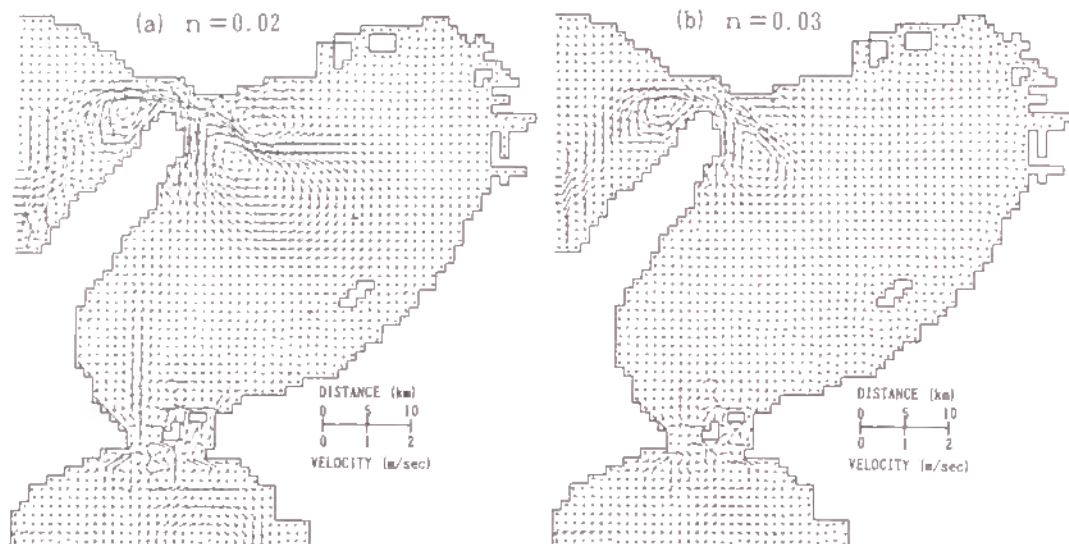 (a) n=0.02
(b) n=0.03
DISTANCE (km)
0 5 10
0 1 2
VELOCITY (m/sec)
DISTANCE (km)
0 5 10
0 1 2
VELOCITY (m/sec)